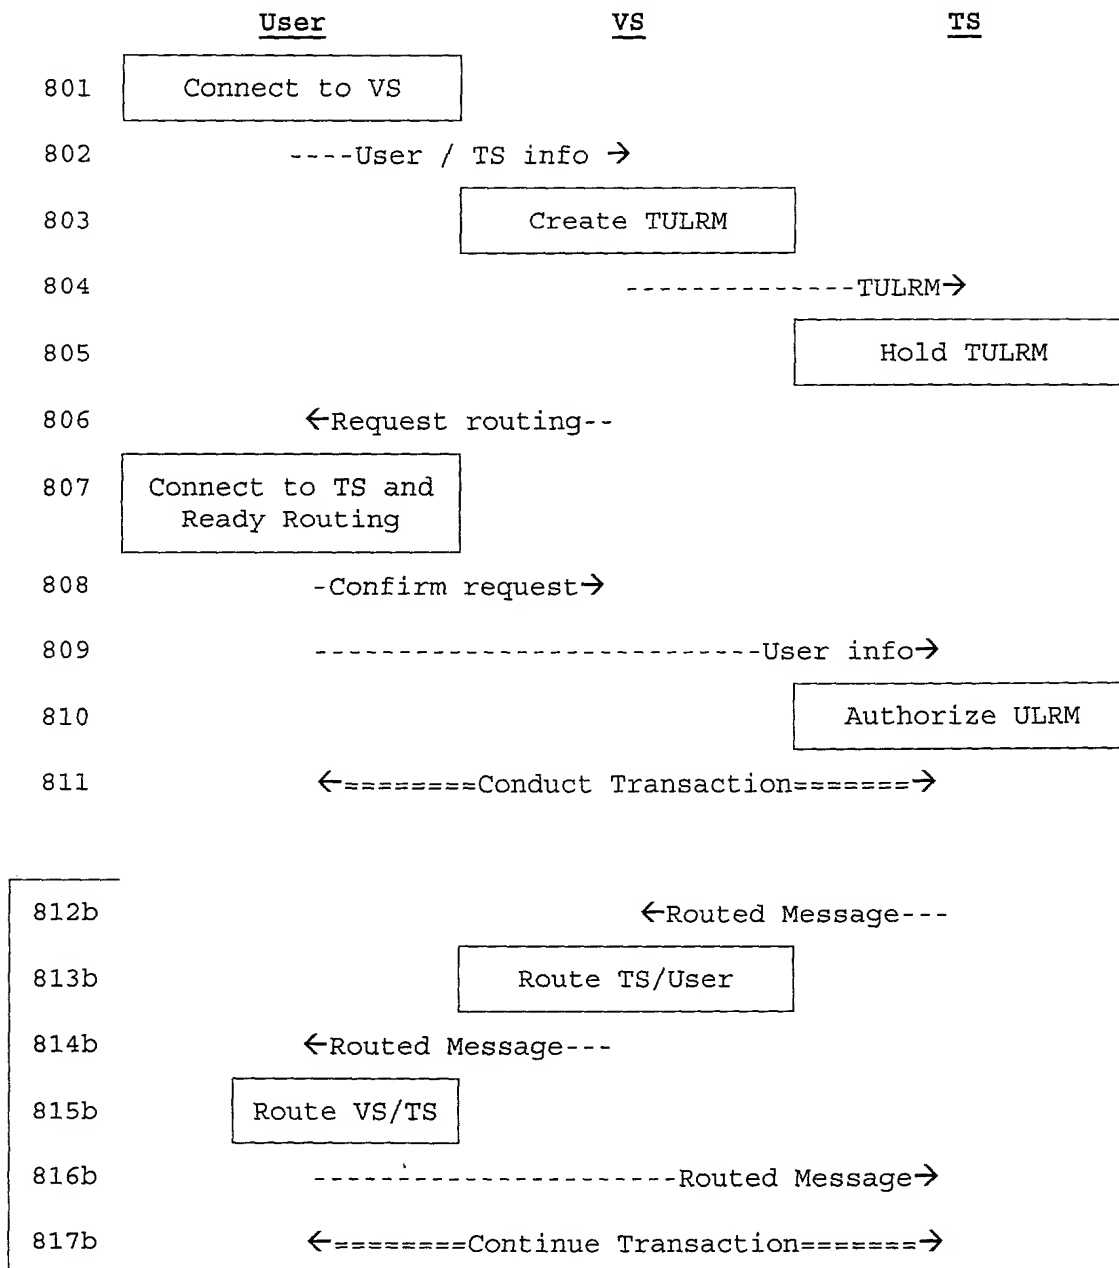 User VS TS
801 Connect to VS
802 ----User / TS info →
803 Create TULRM
804 --------------TULRM→
805 Hold TULRM
806 ←Request routing--
807 Connect to TS and
Ready Routing
808 -Confirm request→
809 ---------------------------User info→
810 Authorize ULRM
811 ←========Conduct Transaction=======→
812b ←Routed Message---
813b Route TS/User
814b ←Routed Message---
815b Route VS/TS
816b ----------------------Routed Message→
817b ←========Continue Transaction=======→